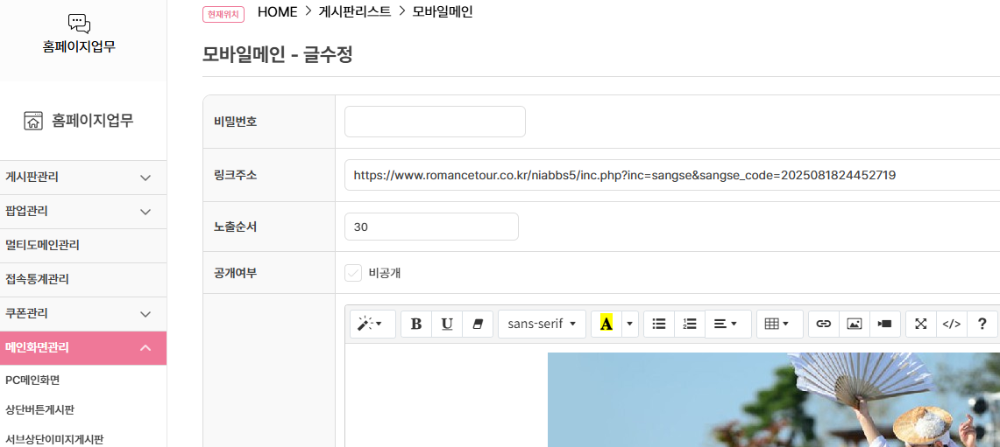 홈페이지업무
현재위치 HOME > 게시판리스트 > 모바일메인
모바일메인 - 글수정
홈페이지업무
게시판관리
팝업관리
멀티도메인관리
접속통계관리
쿠폰관리
메인화면관리
PC메인화면
상단버튼게시판
서브상단이미지게시판
비밀번호
링크주소 https://www.romancetour.co.kr/niabbs5/inc.php?inc=sangse&sangse_code=2025081824452719
노출순서 30
공개여부 비공개
B U sans-serif A </> ?